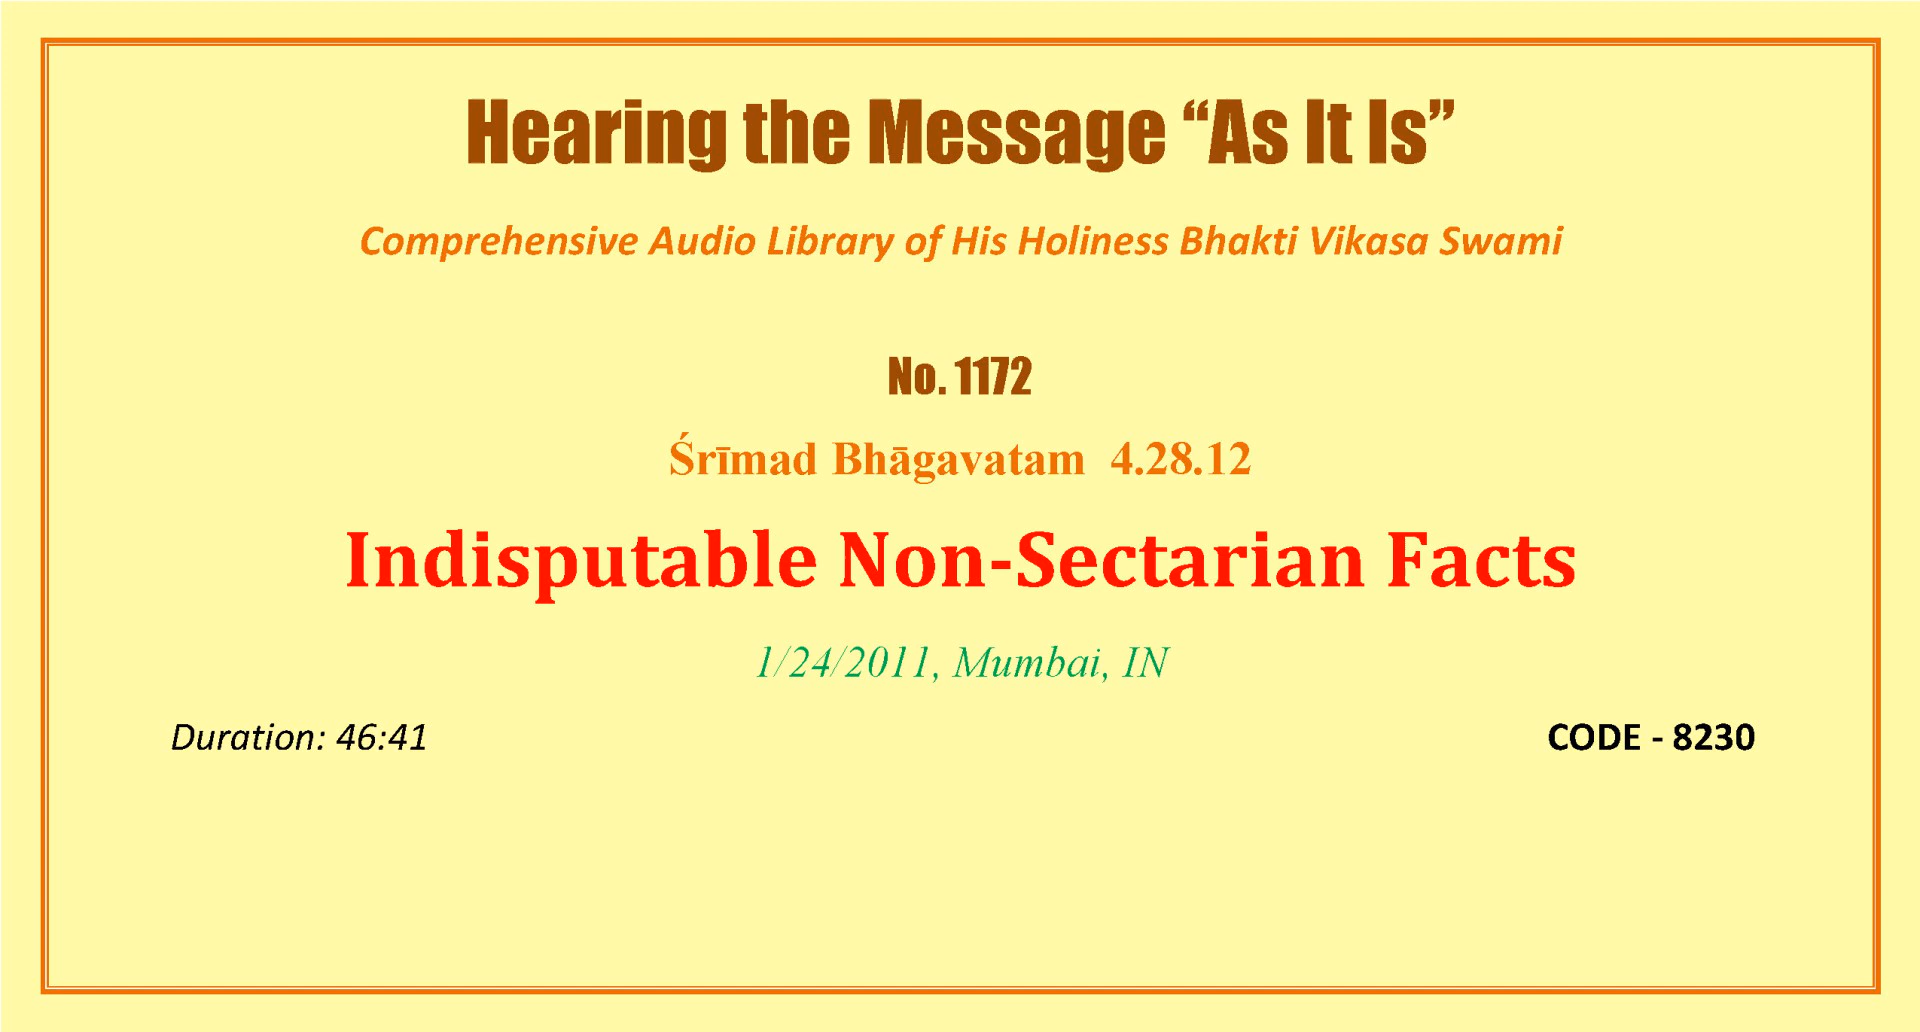 Hearing the Message “As It Is”
Comprehensive Audio Library of His Holiness Bhakti Vikasa Swami
No. 1172
Śrīmad Bhāgavatam 4.28.12
Indisputable Non-Sectarian Facts
1/24/2011, Mumbai, IN
Duration: 46:41
CODE - 8230